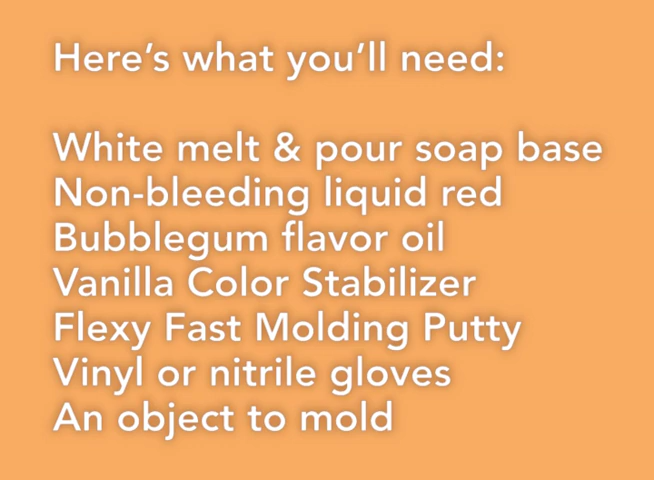 Here’s what you’ll need:
White melt & pour soap base
Non-bleeding liquid red
Bubblegum flavor oil
Vanilla Color Stabilizer
Flexy Fast Molding Putty
Vinyl or nitrile gloves
An object to mold